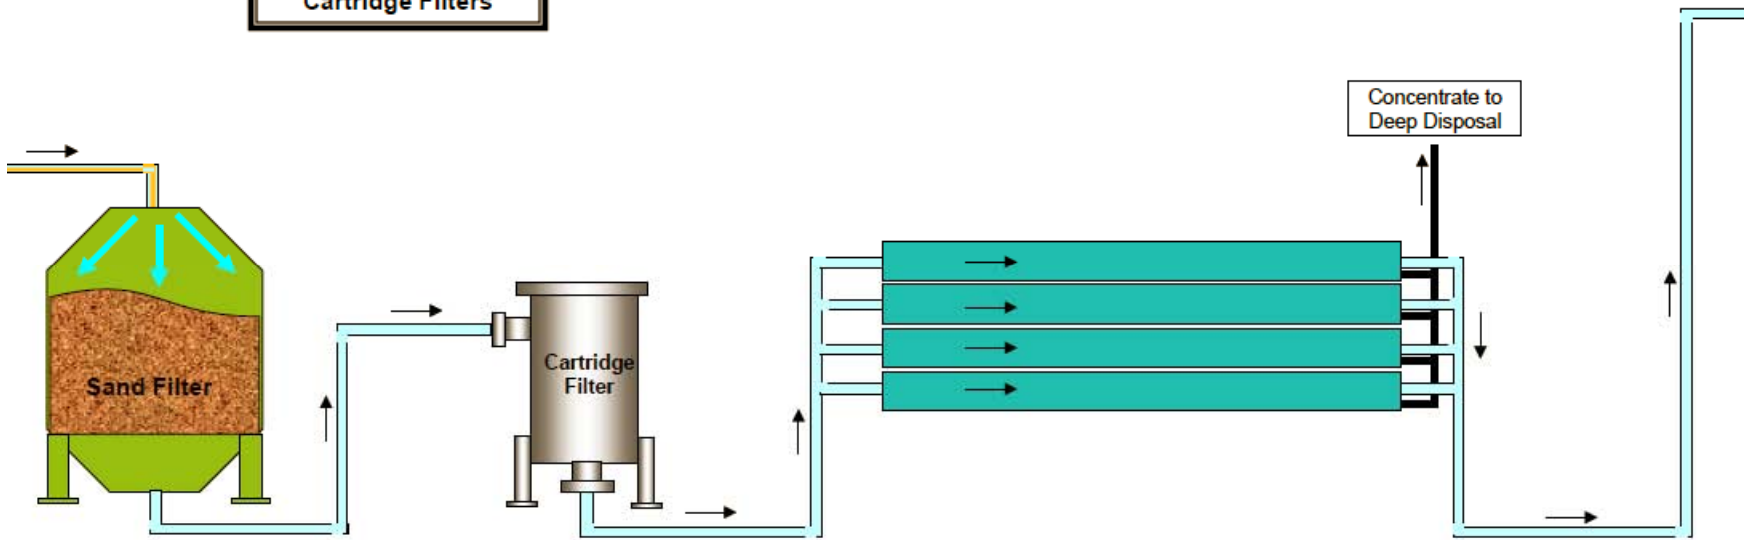 Cartridge Filters
Concentrate to
Deep Disposal
Cartridge
Filter
Sand Filter